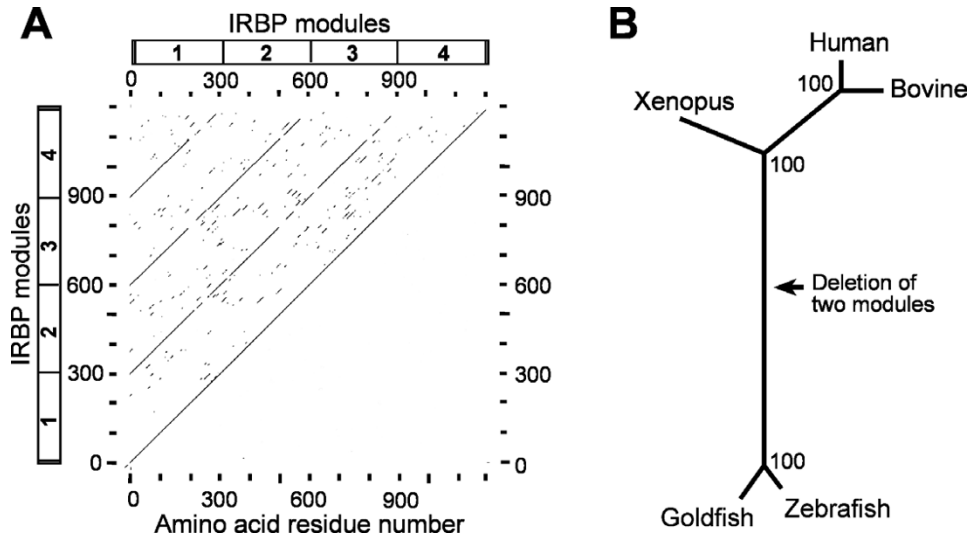 A
IRBP modules
1 2 3 4
0 300 600 900
IRBP modules
4
3
2
1
900
600
300
0
900
600
300
0
0 300 600 900
Amino acid residue number
B
Human
100
Bovine
Xenopus
100
Deletion of
two modules
100
Goldfish
Zebrafish